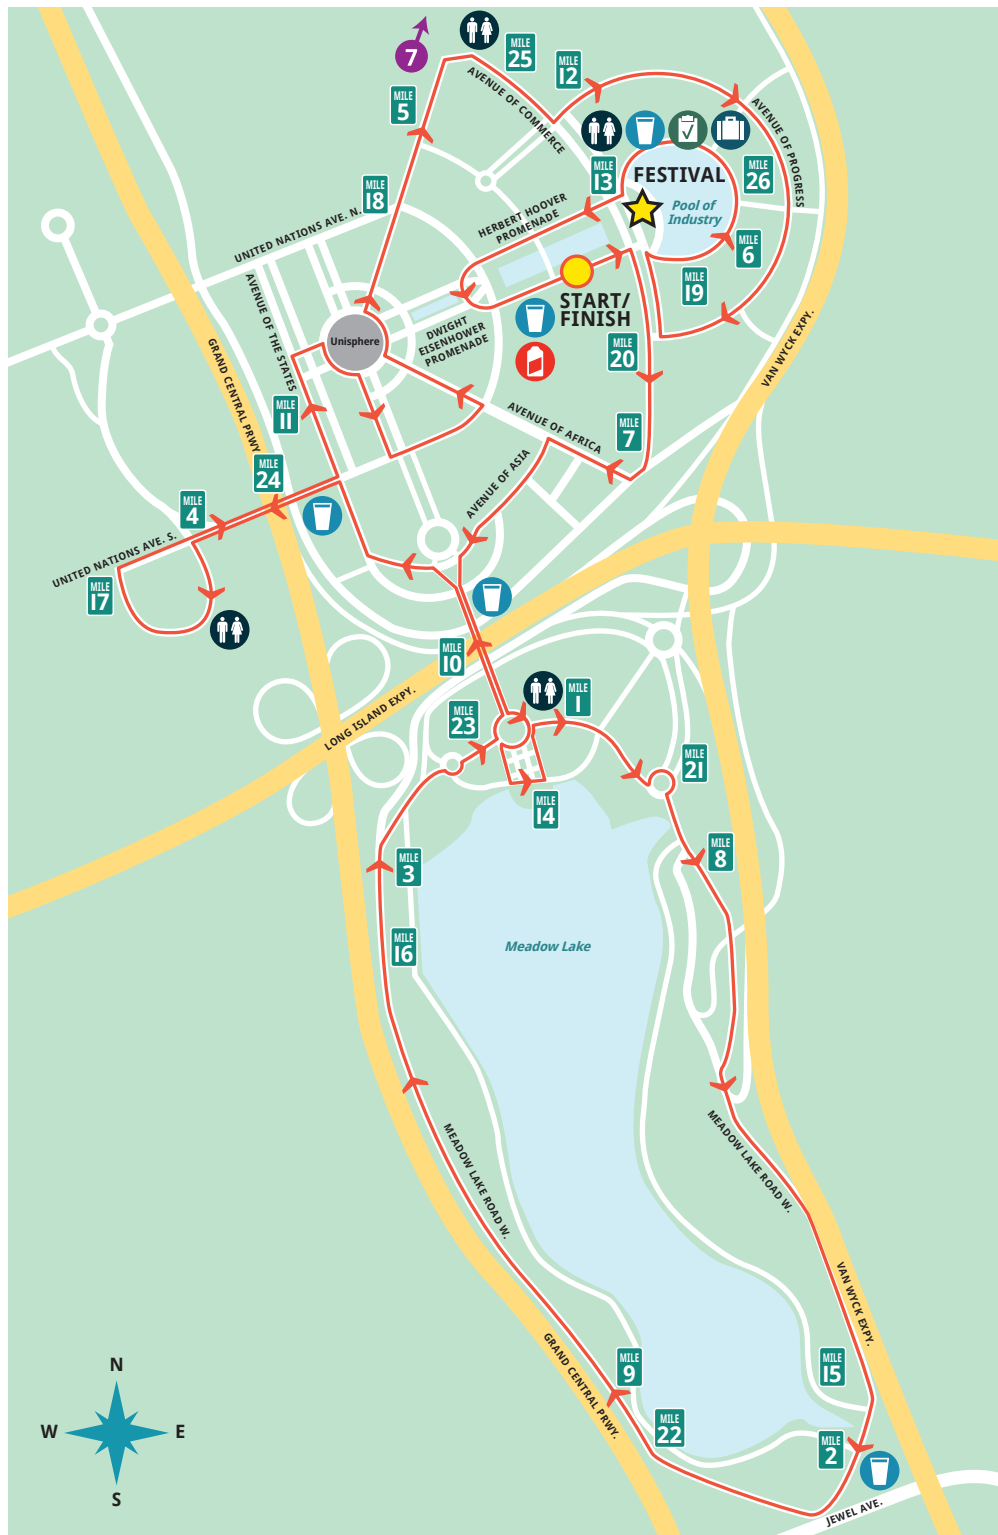 7
MILE
25
MILE
12
MILE
5
AVENUE OF COMMERCE
AVENUE OF PROGRESS
MILE
13
FESTIVAL
MILE
26
MILE
18
Pool of
Industry
UNITED NATIONS AVE. N.
HERBERT HOOVER
PROMENADE
MILE
6
MILE
19
AVENUE OF THE STATES
START/
FINISH
DWIGHT
EISENHOWER
PROMENADE
Unisphere
MILE
20
VAN WYCK EXPY.
GRAND CENTRAL PRWY.
MILE
11
AVENUE OF AFRICA
MILE
7
MILE
24
AVENUE OF ASIA
MILE
4
UNITED NATIONS AVE. S.
MILE
17
MILE
10
MILE
1
MILE
23
LONG ISLAND EXPY.
MILE
21
MILE
14
MILE
8
MILE
3
MILE
16
Meadow Lake
MEADOW LAKE ROAD W.
MEADOW LAKE ROAD W.
VAN WYCK EXPY.
GRAND CENTRAL PRWY.
MILE
9
MILE
15
MILE
22
MILE
2
JEWEL AVE.
N
W
E
S